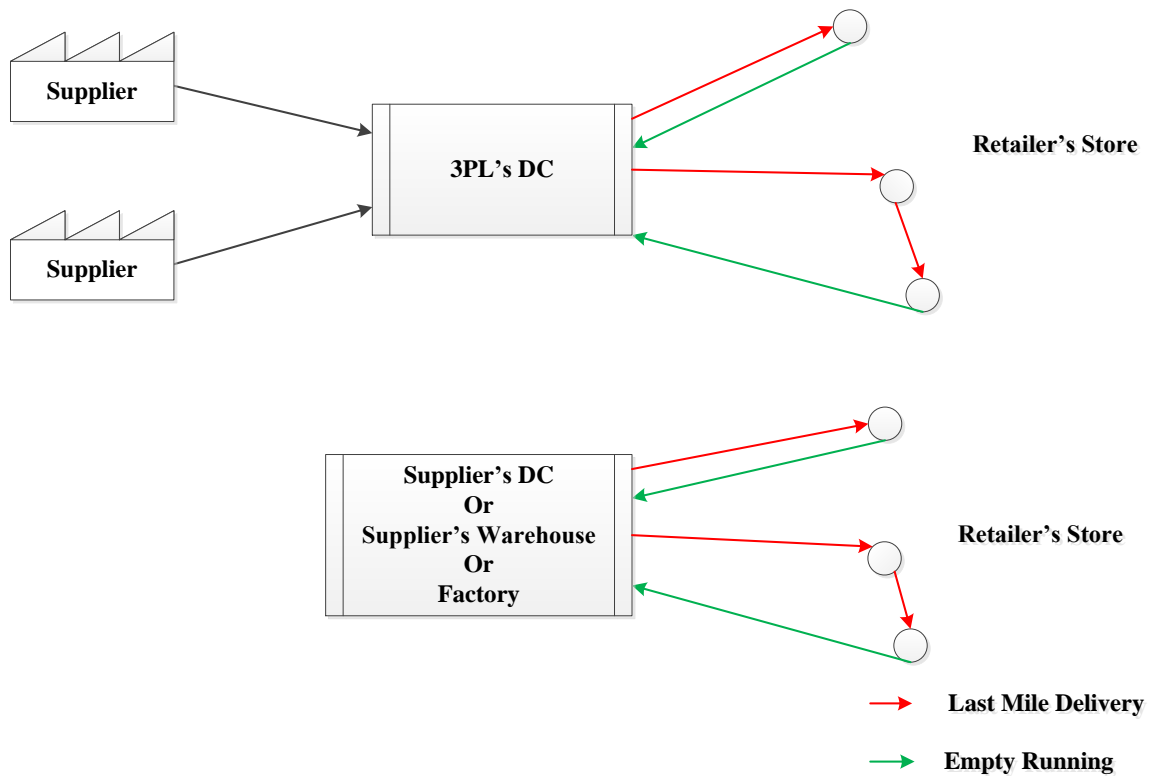 Supplier
3PL's DC
Retailer's Store
Supplier
Supplier's DC
Or
Supplier's Warehouse
Or
Factory
Retailer's Store
Last Mile Delivery
Empty Running